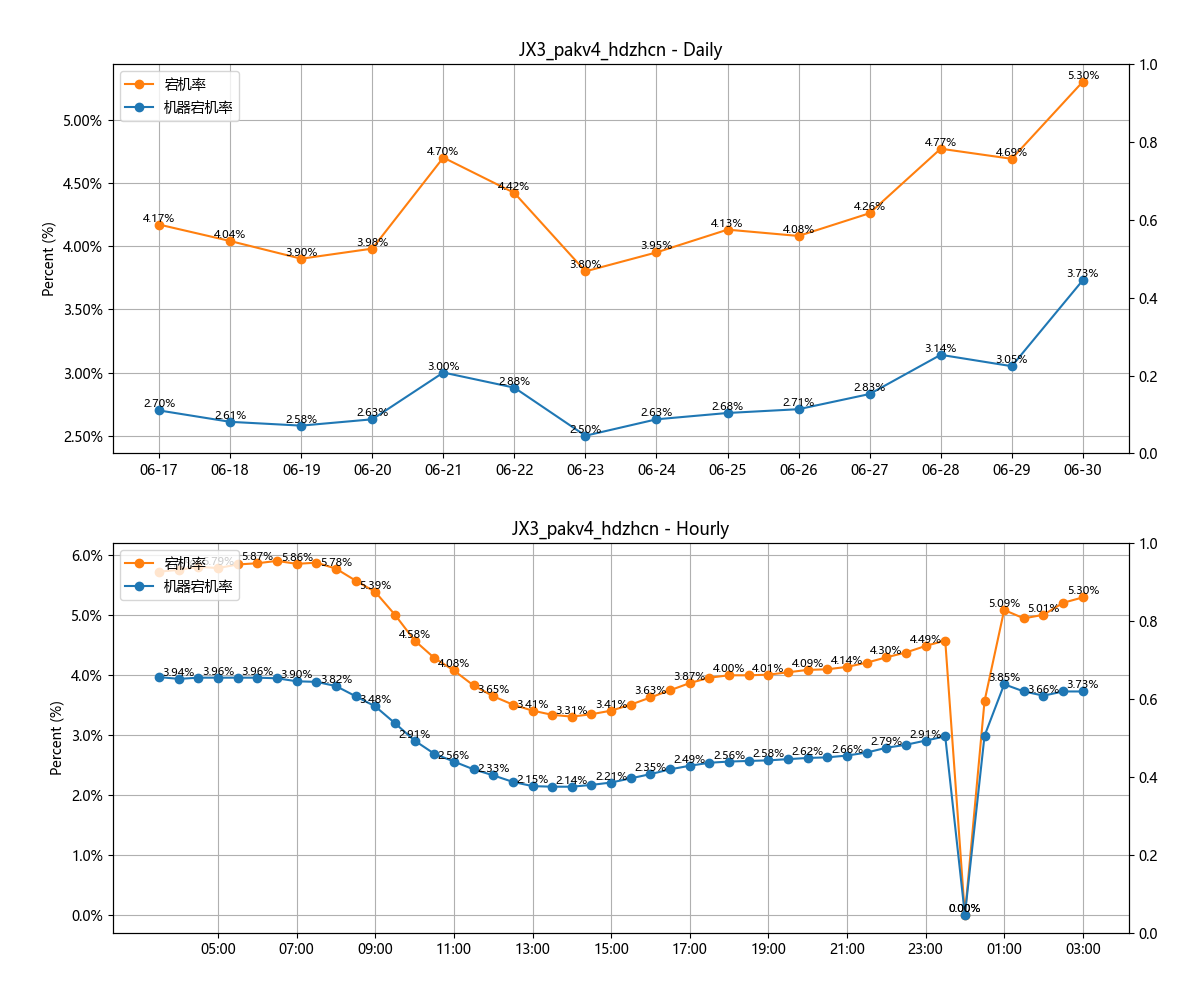 JX3_pakv4_hdzhcn - Daily
宕机率
机器宕机率
Percent (%)
5.00%
4.50%
4.00%
3.50%
3.00%
2.50%
1.0
0.8
0.6
0.4
0.2
0.0
4.17% 4.04% 3.90% 3.98% 4.70% 4.42% 3.80% 3.95% 4.13% 4.08% 4.26% 4.77% 4.69% 5.30%
2.70% 2.61% 2.58% 2.63% 3.00% 2.88% 2.50% 2.63% 2.68% 2.71% 2.83% 3.14% 3.05% 3.73%
06-17 06-18 06-19 06-20 06-21 06-22 06-23 06-24 06-25 06-26 06-27 06-28 06-29 06-30
JX3_pakv4_hdzhcn - Hourly
宕机率
机器宕机率
Percent (%)
6.0%
5.0%
4.0%
3.0%
2.0%
1.0%
0.0%
1.0
0.8
0.6
0.4
0.2
0.0
5.79% 5.87% 5.86% 5.78% 5.39% 4.58% 4.08% 3.65% 3.41% 3.31% 3.41% 3.63% 3.87% 4.00% 4.01% 4.09% 4.14% 4.30% 4.49% 0.00% 5.09% 5.01% 5.30%
3.94% 3.96% 3.96% 3.90% 3.82% 3.48% 2.91% 2.56% 2.33% 2.15% 2.14% 2.21% 2.35% 2.49% 2.56% 2.58% 2.62% 2.66% 2.79% 2.91% 0.00% 3.85% 3.66% 3.73%
05:00 07:00 09:00 11:00 13:00 15:00 17:00 19:00 21:00 23:00 01:00 03:00